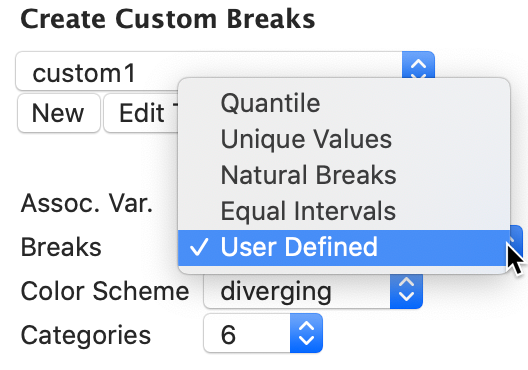 Create Custom Breaks
custom1
New Edit T
Quantile
Unique Values
Natural Breaks
Equal Intervals
Assoc. Var.
Breaks ✓ User Defined
Color Scheme diverging
Categories 6